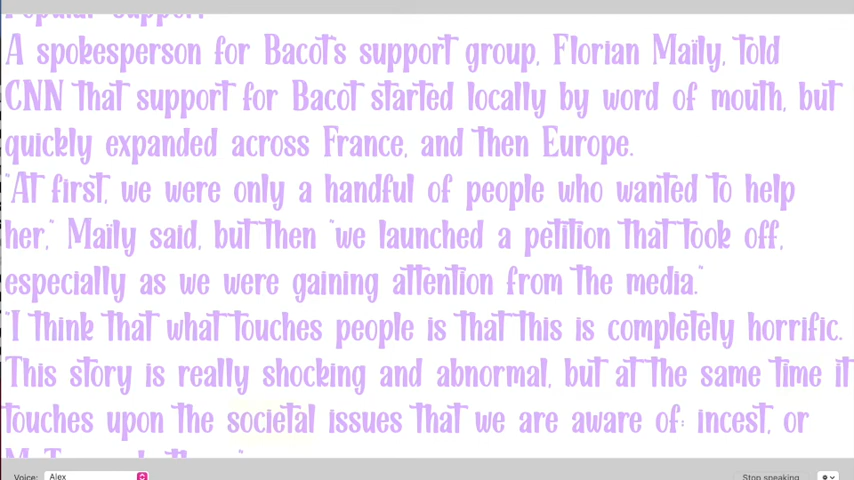 Popular support
A spokesperson for Bacot's support group, Florian Maïly, told
CNN that support for Bacot started locally by word of mouth, but
quickly expanded across France, and then Europe.
"At first, we were only a handful of people who wanted to help
her," Maïly said, but then "we launched a petition that took off,
especially as we were gaining attention from the media."
"I think that what touches people is that this is completely horrific.
This story is really shocking and abnormal, but at the same time it
touches upon the societal issues that we are aware of: incest, or
Voice: Alex
Stop speaking